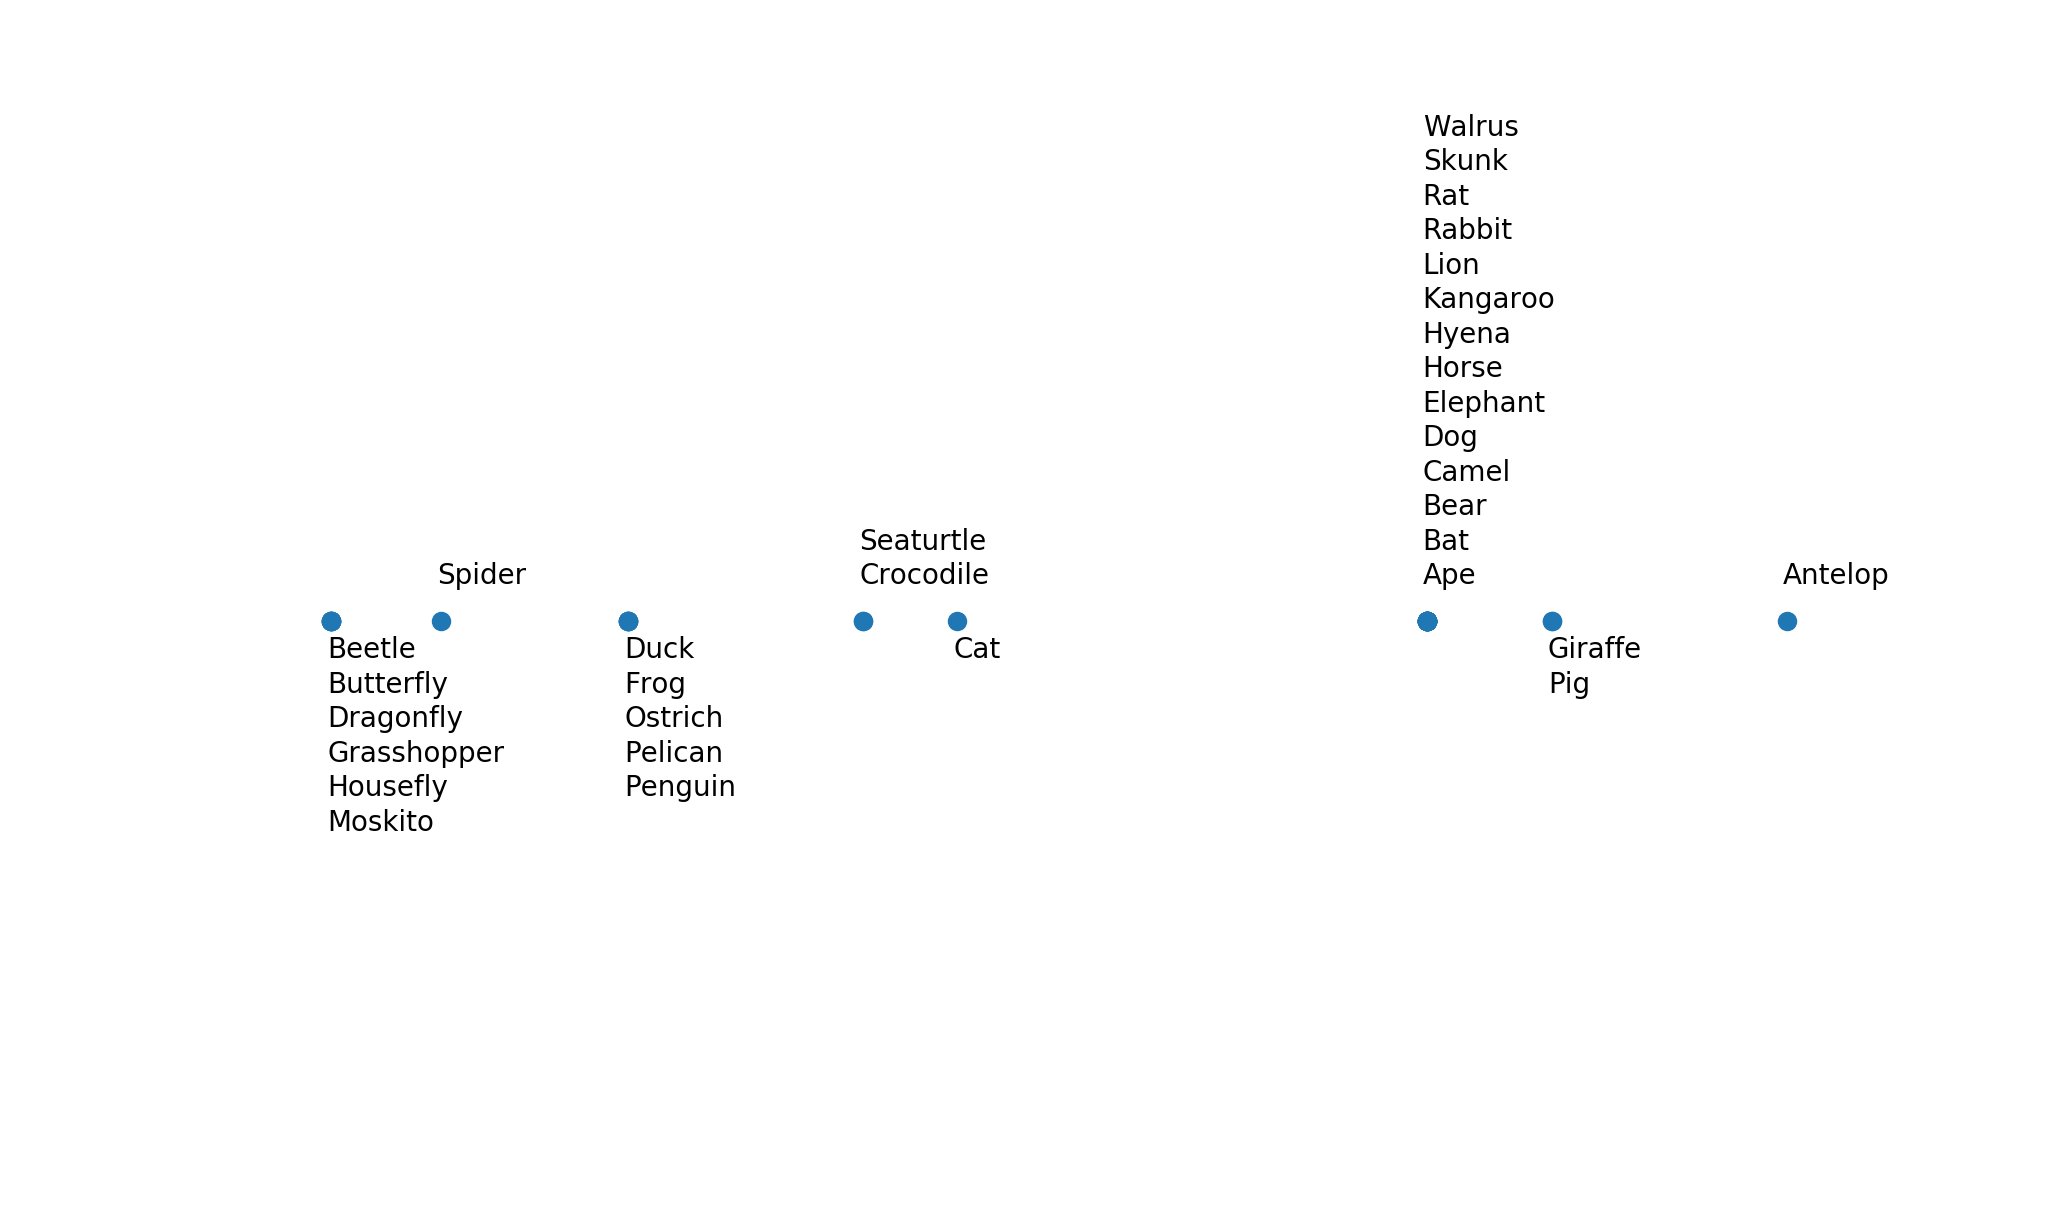 Walrus
Skunk
Rat
Rabbit
Lion
Kangaroo
Hyena
Horse
Elephant
Dog
Camel
Bear
Bat
Ape
Seaturtle
Crocodile
Spider
Antelop
Beetle
Butterfly
Dragonfly
Grasshopper
Housefly
Moskito
Duck
Frog
Ostrich
Pelican
Penguin
Cat
Giraffe
Pig